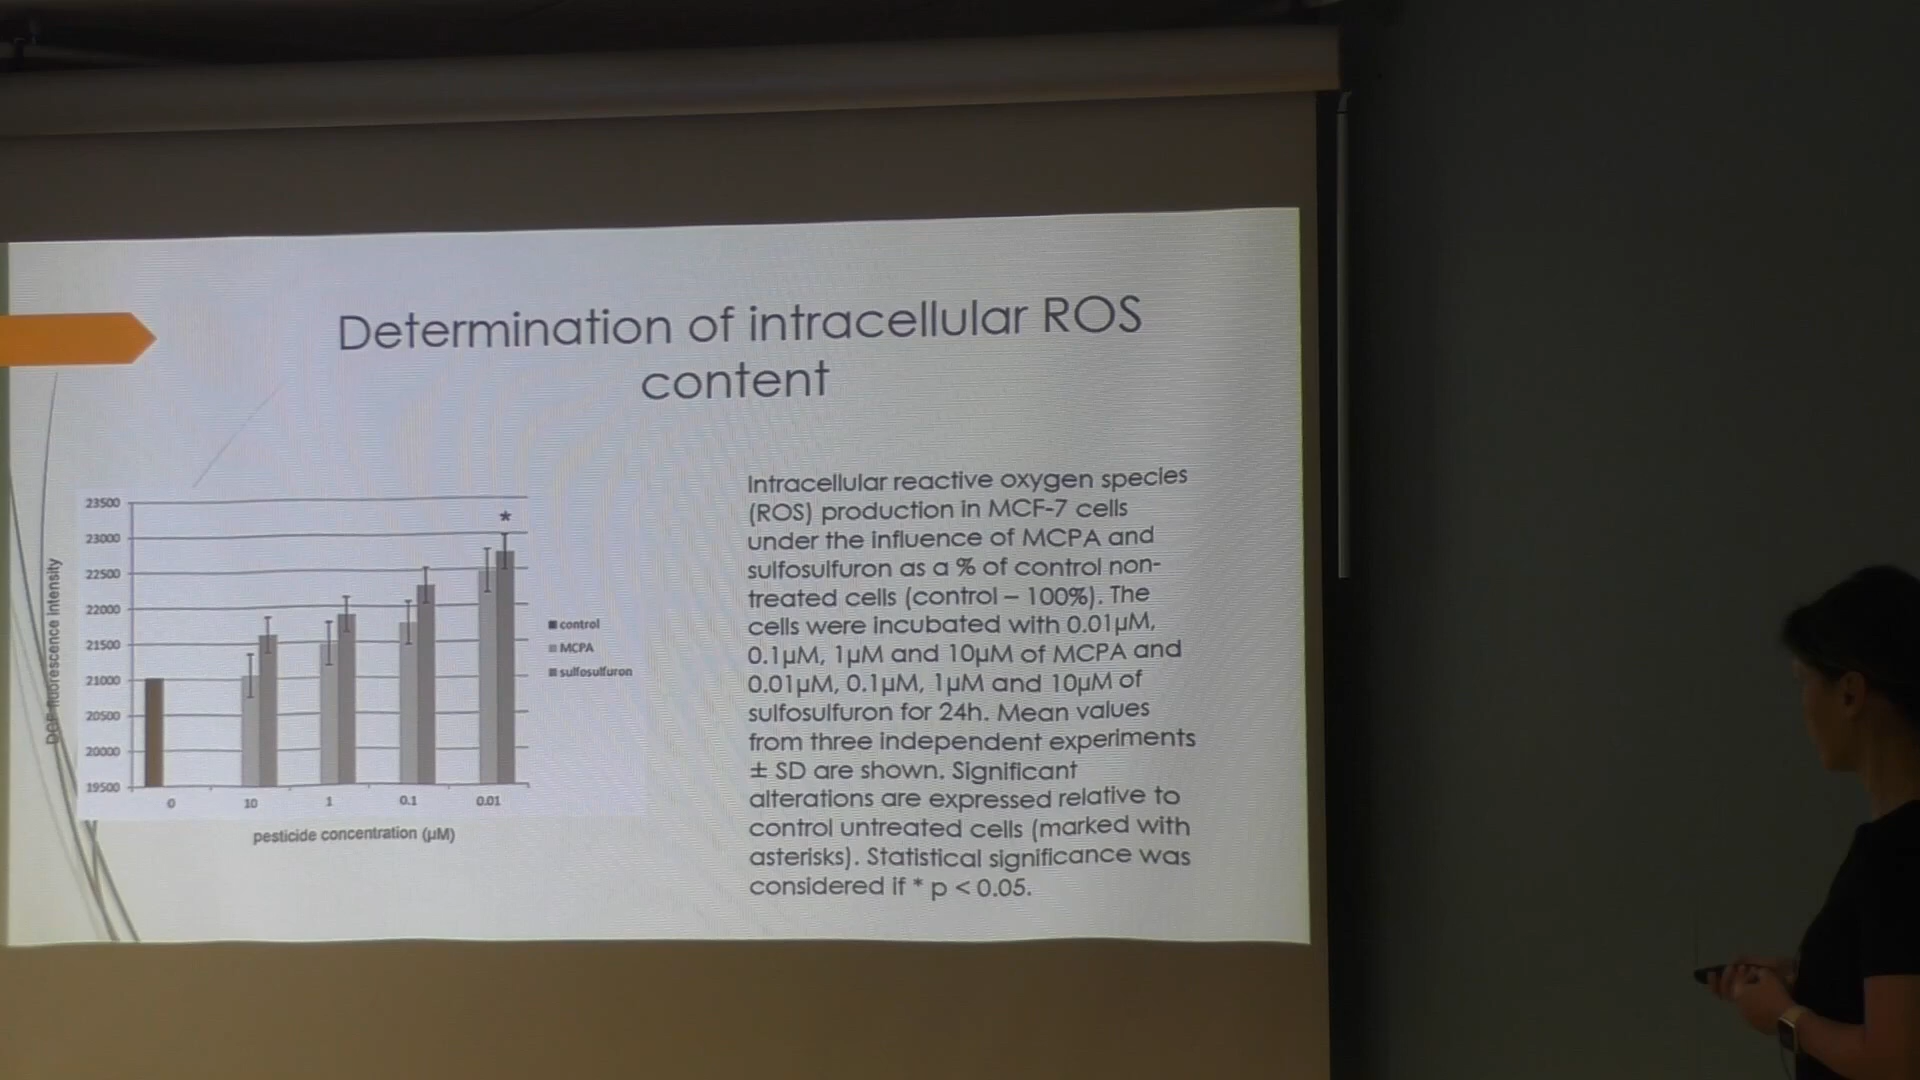 Determination of intracellular ROS
content
23500
23000
22500
22000
21500
21000
20500
20000
19500
DCF fluorescence intensity
*
0 10 1 0.1 0.01
pesticide concentration (µM)
control
MCPA
sulfosulfuron
Intracellular reactive oxygen species
(ROS) production in MCF-7 cells
under the influence of MCPA and
sulfosulfuron as a % of control non-
treated cells (control – 100%). The
cells were incubated with 0.01µM,
0.1µM, 1µM and 10µM of MCPA and
0.01µM, 0.1µM, 1µM and 10µM of
sulfosulfuron for 24h. Mean values
from three independent experiments
± SD are shown. Significant
alterations are expressed relative to
control untreated cells (marked with
asterisks). Statistical significance was
considered if * p < 0.05.